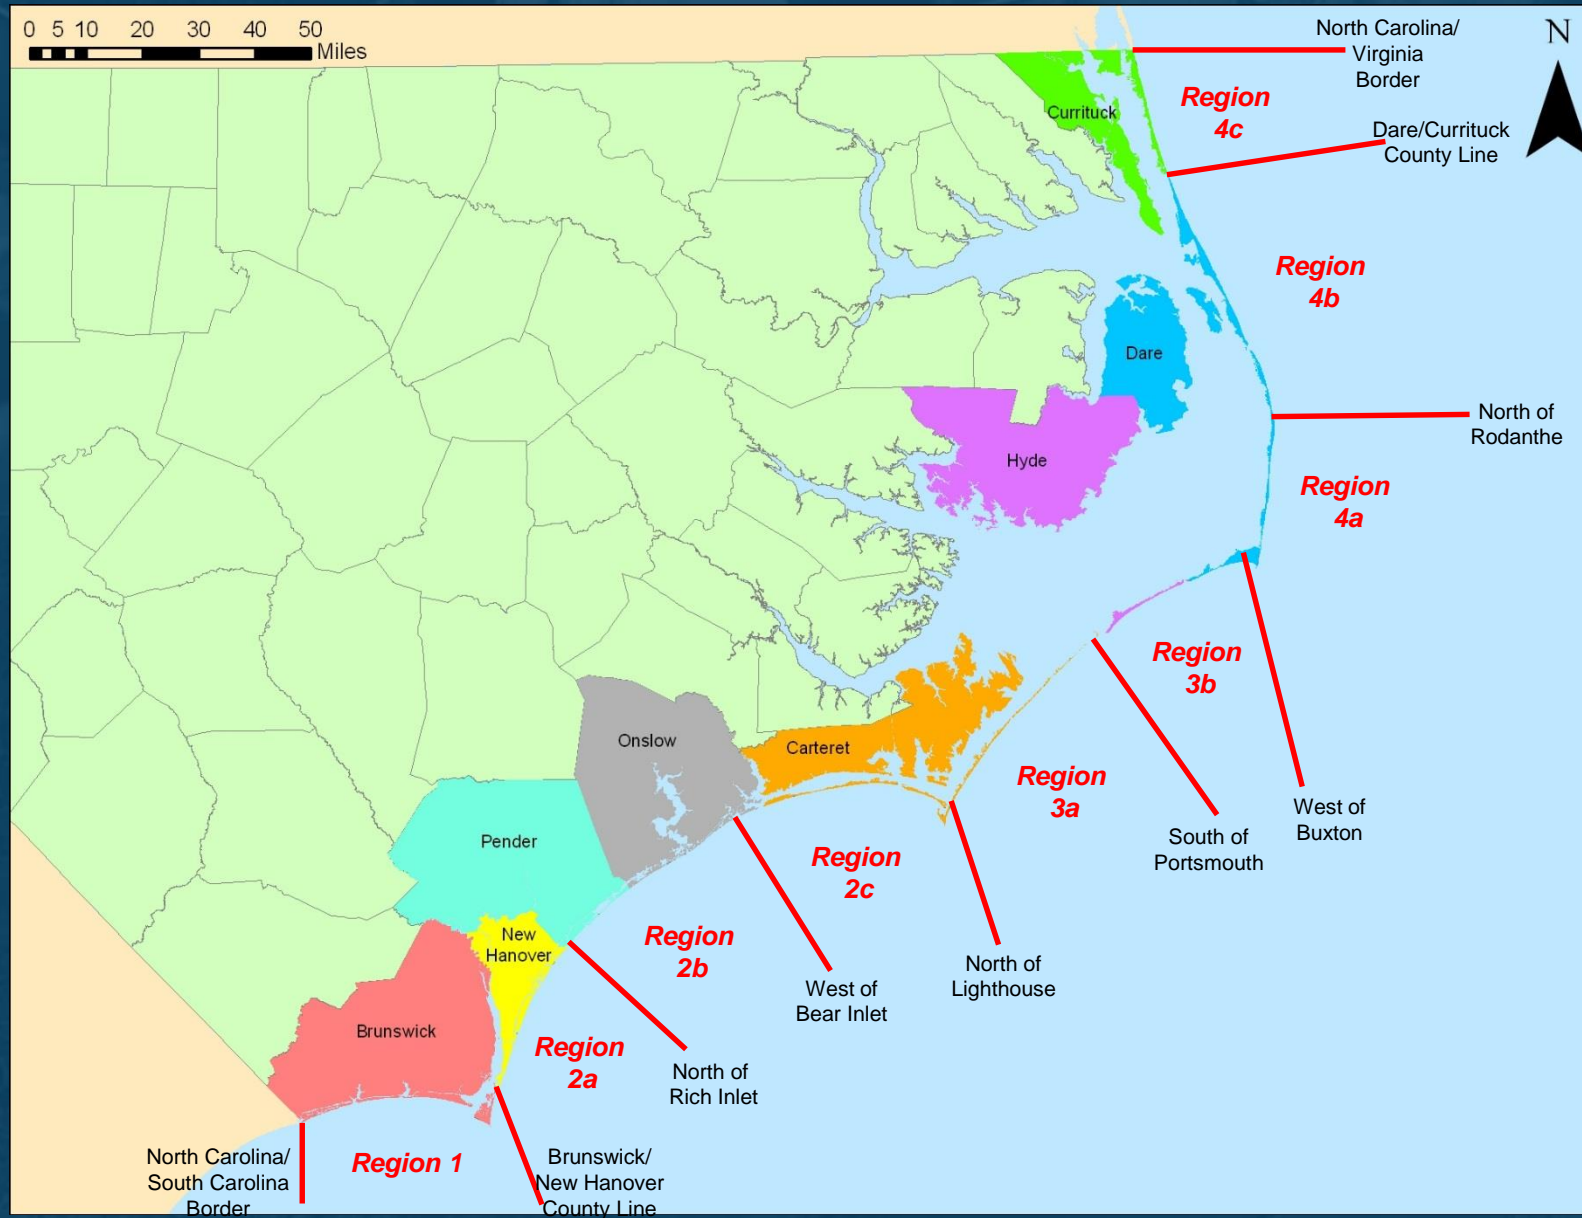 0 5 10 20 30 40 50
Miles
North Carolina/
Virginia
Border
N
Region
4c
Currituck
Dare/Currituck
County Line
Region
4b
Dare
North of
Rodanthe
Hyde
Region
4a
Region
3b
Onslow
Carteret
Region
3a
West of
Buxton
South of
Portsmouth
Pender
Region
2c
New
Hanover
Region
2b
North of
Lighthouse
West of
Bear Inlet
Brunswick
Region
2a
North of
Rich Inlet
North Carolina/
South Carolina
Border
Region 1
Brunswick/
New Hanover
County Line